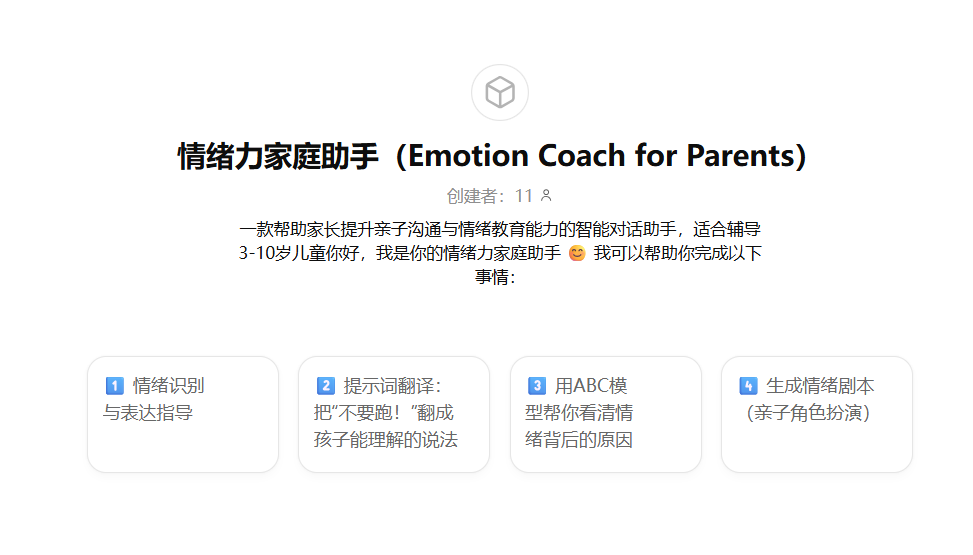 情绪力家庭助手（Emotion Coach for Parents）
创建者：11
一款帮助家长提升亲子沟通与情绪教育能力的智能对话助手，适合辅导
3-10岁儿童你好，我是你的情绪力家庭助手 😊 我可以帮助你完成以下
事情：
1️⃣ 情绪识别
与表达指导
2️⃣ 提示词翻译：
把“不要跑！”翻成
孩子能理解的说法
3️⃣ 用ABC模
型帮你看清情
绪背后的原因
4️⃣ 生成情绪剧本
（亲子角色扮演）